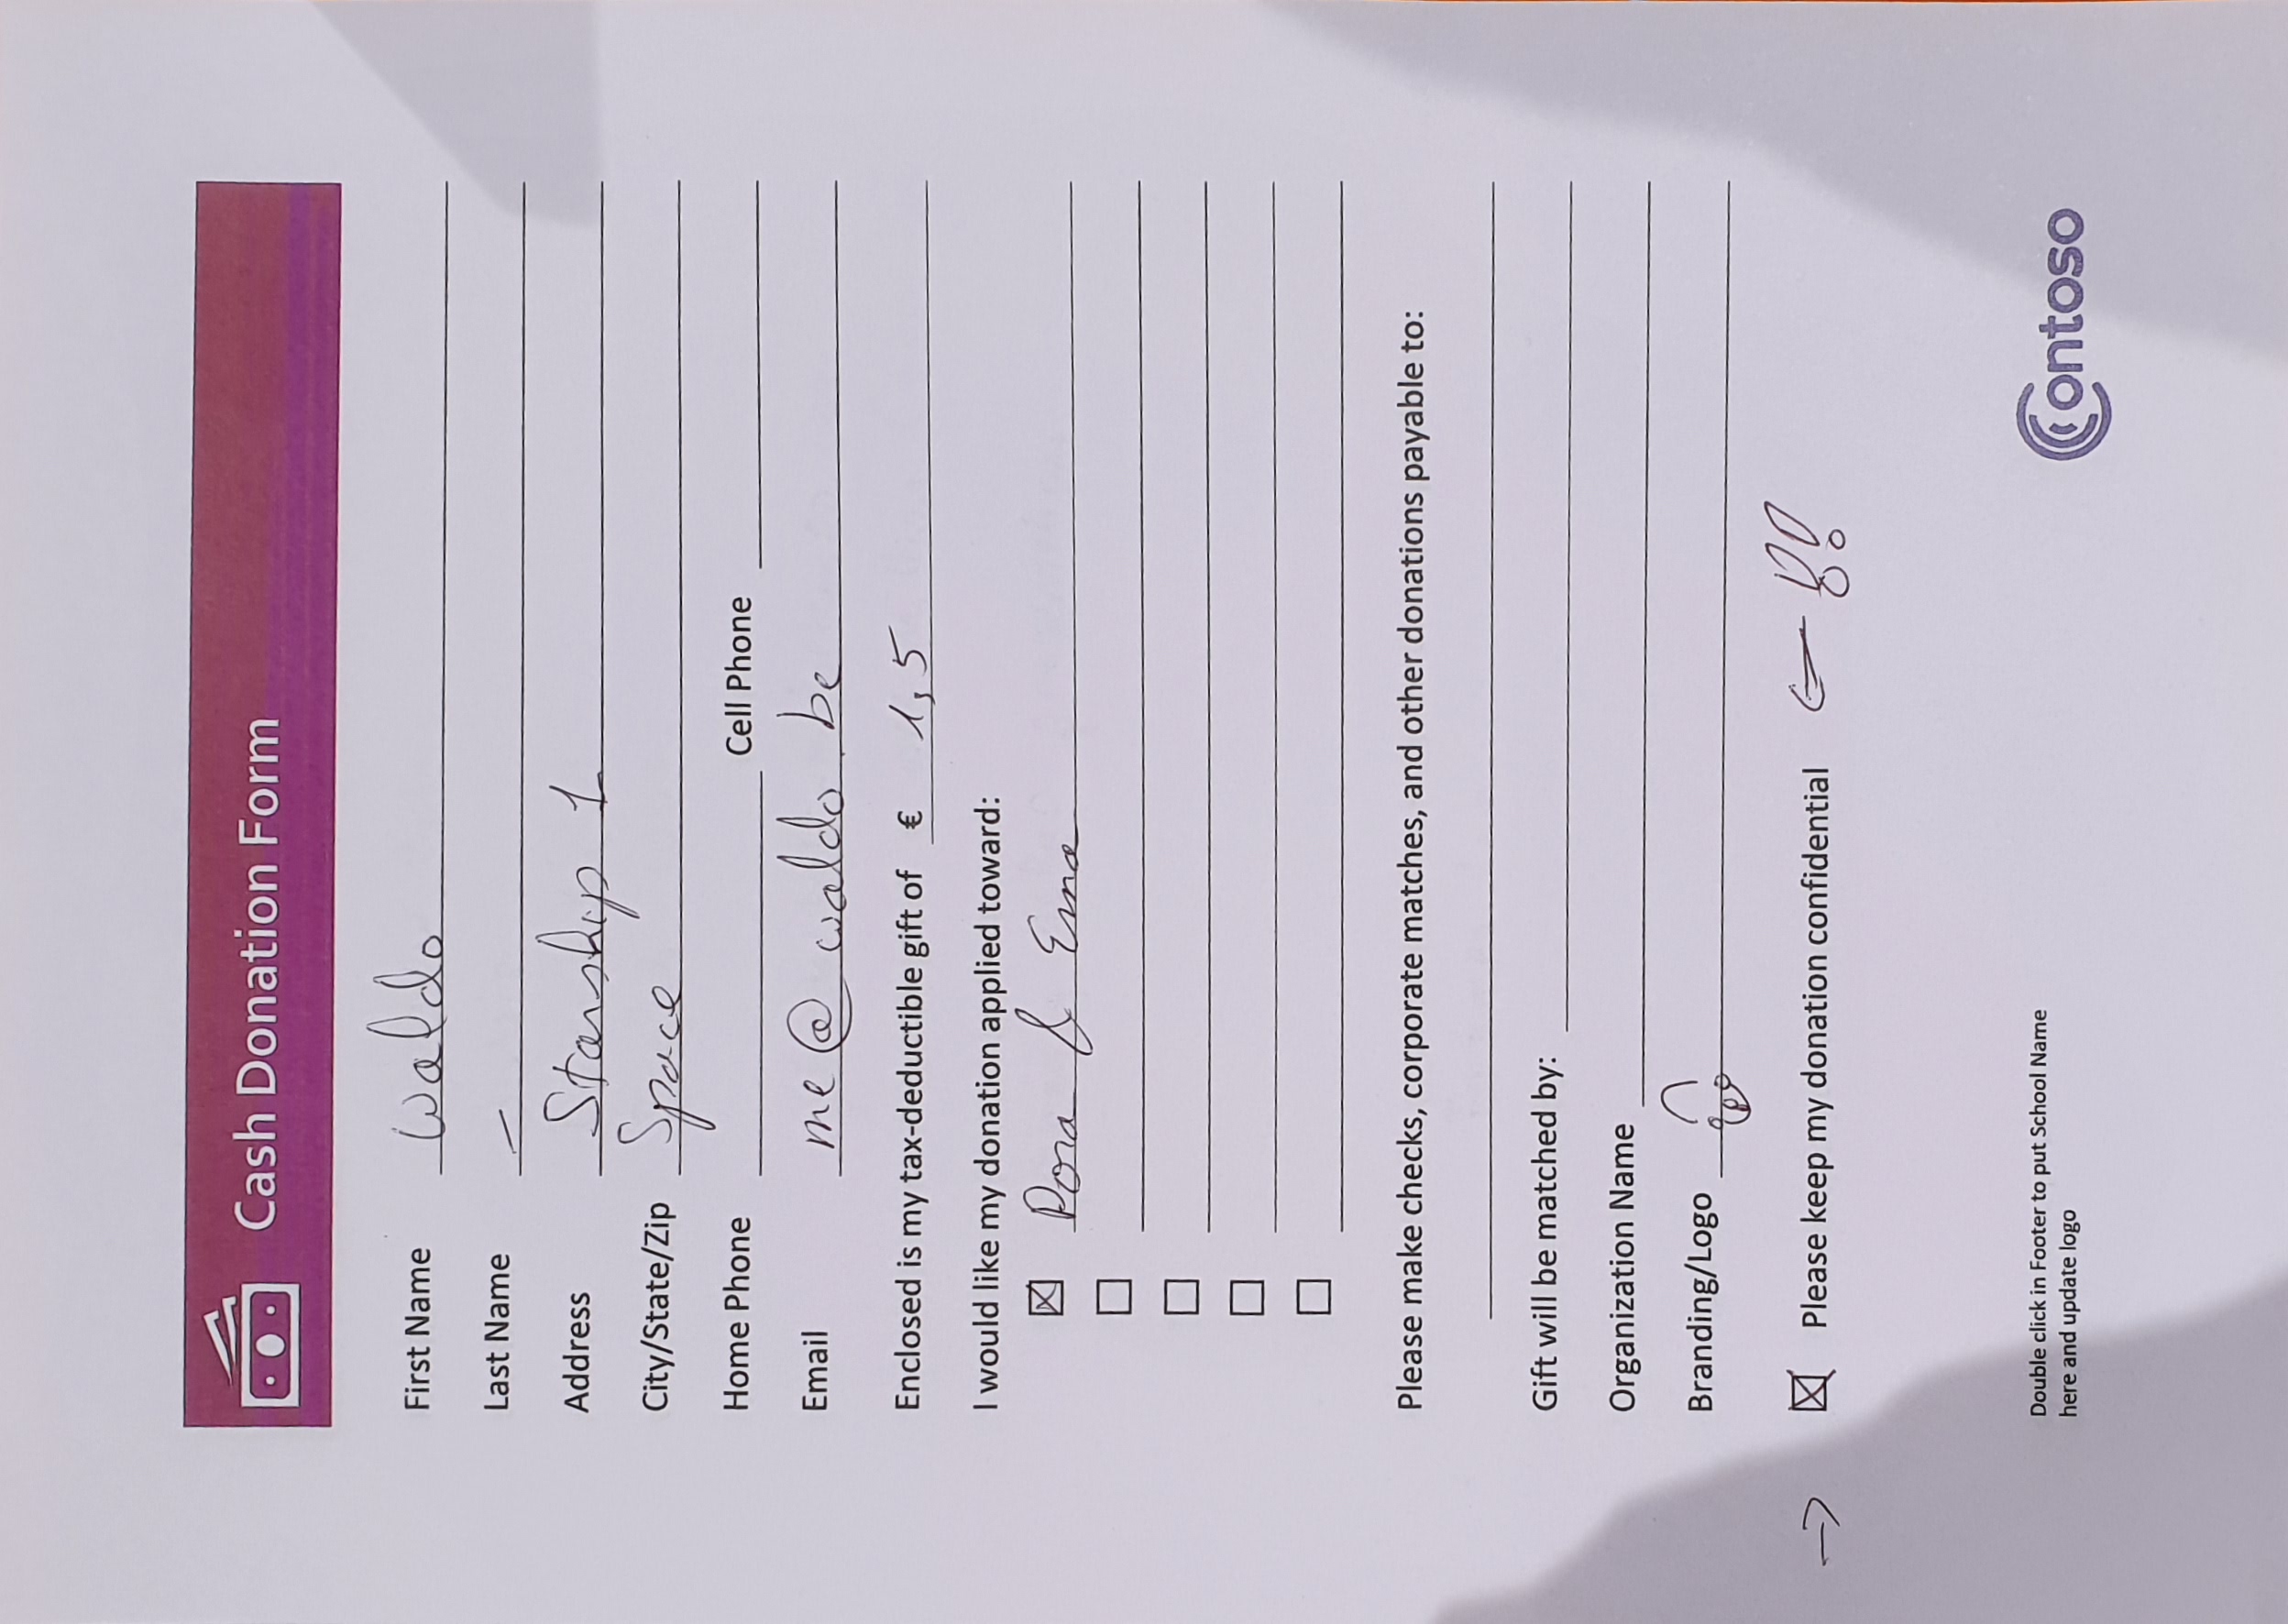 Cash Donation Form
First Name Waldo
Last Name –
Address Starship 1
City/State/Zip Space
Home Phone Cell Phone
Email me@waldo.be
Enclosed is my tax-deductible gift of € 1,5
I would like my donation applied toward:
☒ Dora & Ema
☐
☐
☐
☐
Please make checks, corporate matches, and other donations payable to:
Gift will be matched by:
Organization Name
Branding/Logo
→ ☒ Please keep my donation confidential ← !!
Double click in Footer to put School Name
here and update logo
Contoso